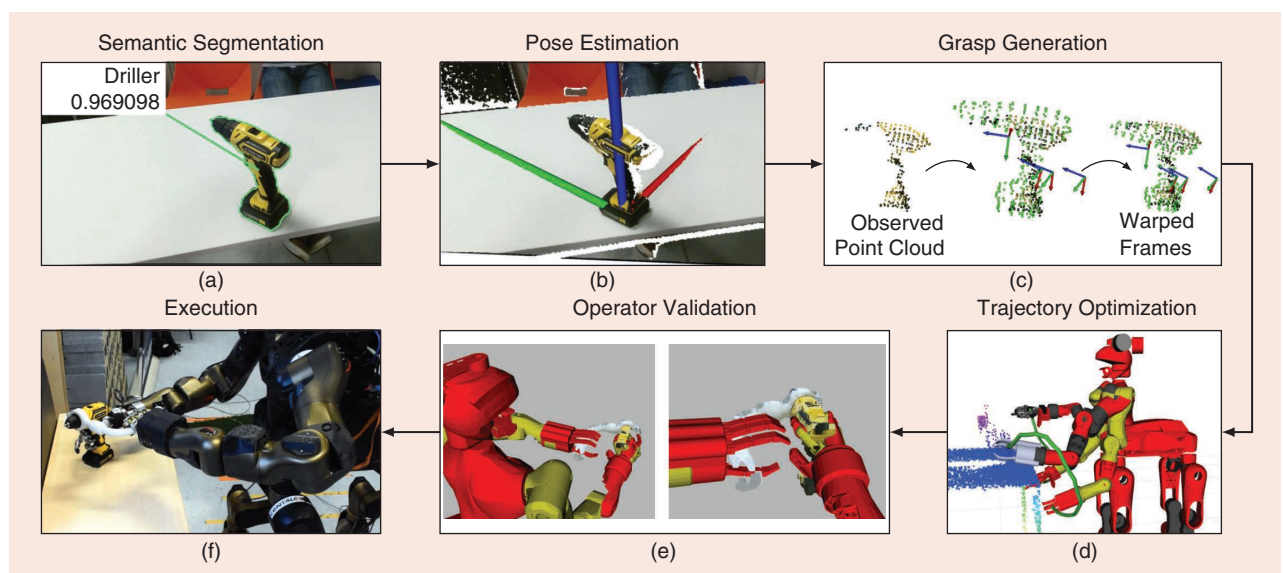 Semantic Segmentation
Pose Estimation
Grasp Generation
Driller
0.969098
Observed
Point Cloud
Warped
Frames
(a)
(b)
(c)
Execution
Operator Validation
Trajectory Optimization
(f)
(e)
(d)